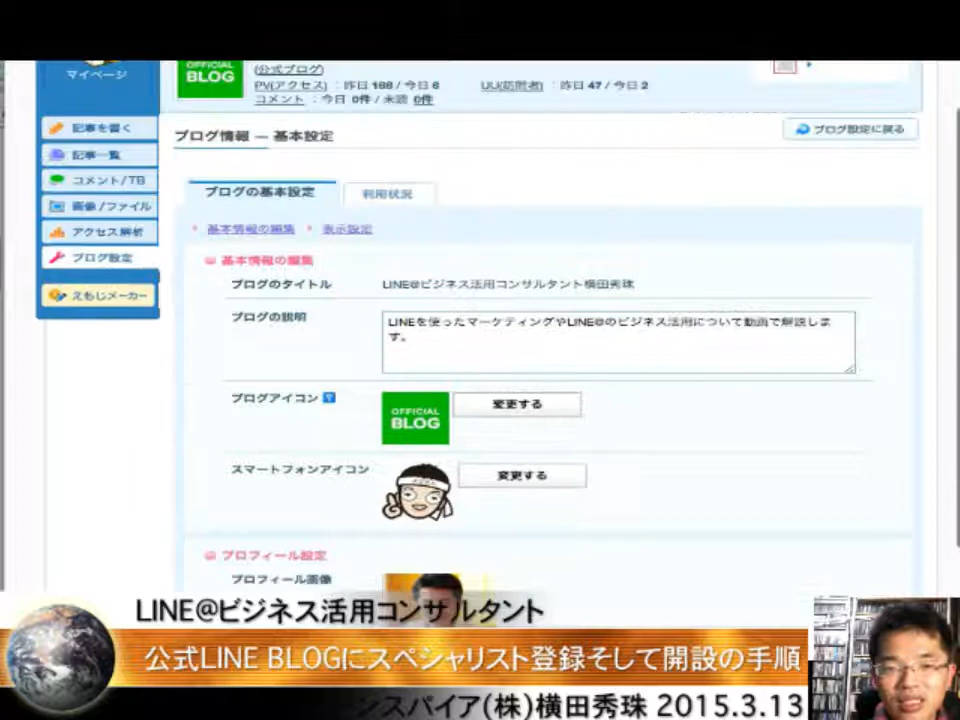 マイページ
OFFICIAL
BLOG
(公式ブログ)
PV(アクセス) : 昨日 168 / 今日 6
UU(訪問者) : 昨日 47 / 今日 2
コメント : 今日 0件 / 未読 0件
記事を書く
記事一覧
コメント/TB
画像/ファイル
アクセス解析
ブログ設定
えもじメーカー
ブログ情報 ― 基本設定
ブログ設定に戻る
ブログの基本設定
利用状況
基本情報の編集
表示設定
基本情報の編集
ブログのタイトル
LINE@ビジネス活用コンサルタント横田秀珠
ブログの説明
LINEを使ったマーケティングやLINE@のビジネス活用について動画で解説しま
す。
ブログアイコン ?
OFFICIAL
BLOG
変更する
スマートフォンアイコン
変更する
プロフィール設定
プロフィール画像
LINE@ビジネス活用コンサルタント
公式LINE BLOGにスペシャリスト登録そして開設の手順
ンスパイア(株)横田秀珠 2015.3.13